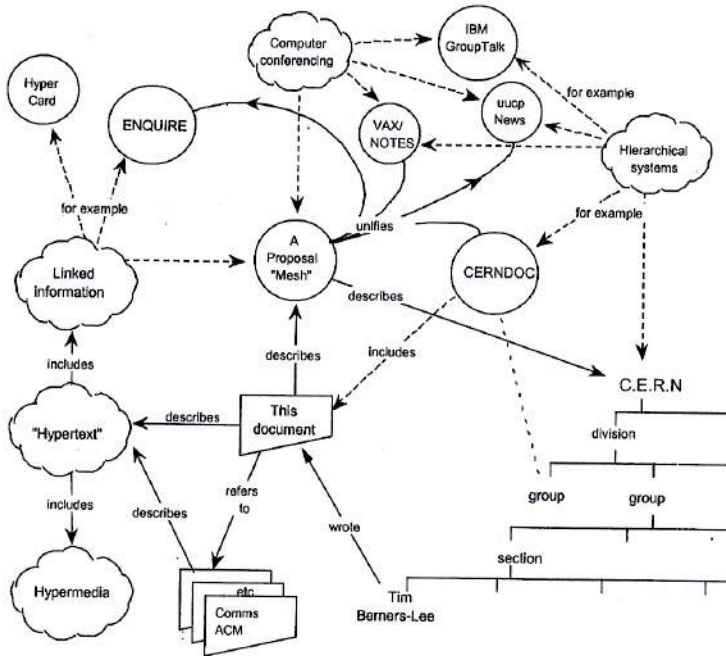 IBM
GroupTalk
Computer
conferencing
Hyper
Card
ENQUIRE
VAX/
NOTES
uucp
News
for example
Hierarchical
systems
for example
for example
unifies
A
Proposal
"Mesh"
CERNDOC
Linked
information
describes
includes
describes
includes
C.E.R.N
This
document
describes
"Hypertext"
division
group
group
includes
describes
refers
to
wrote
section
Hypermedia
etc
Comms
ACM
Tim
Berners-Lee